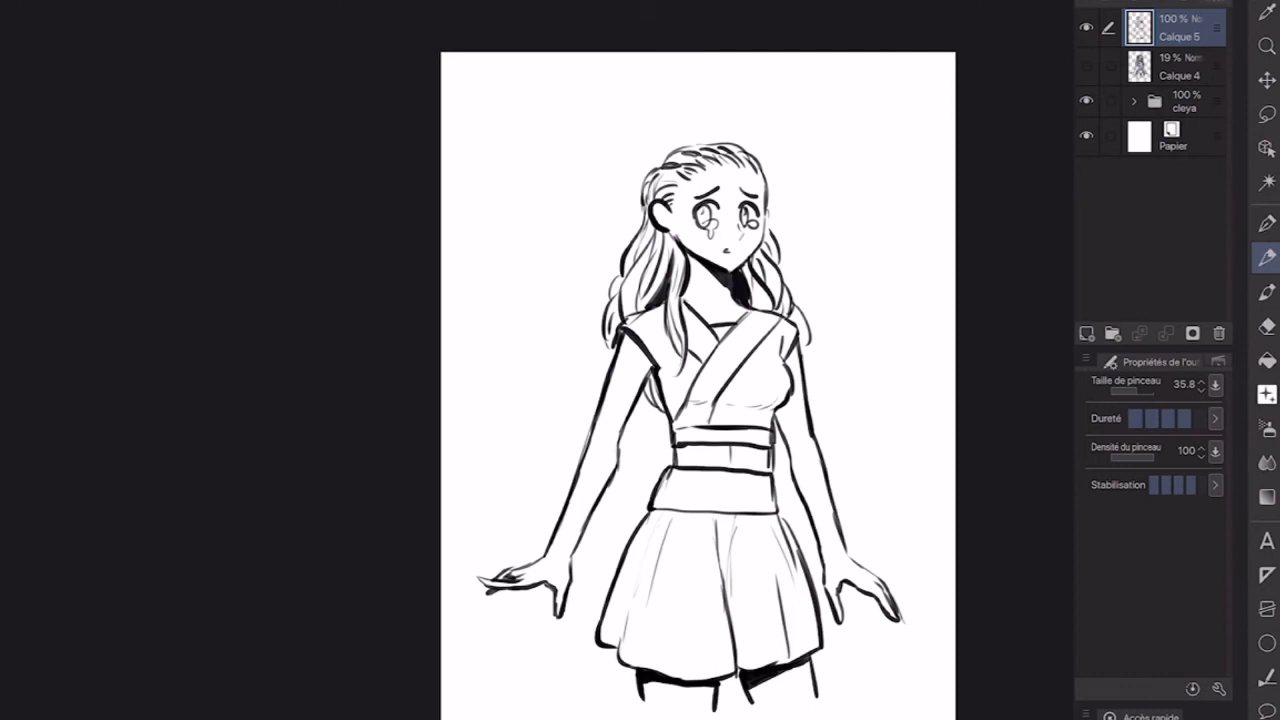 100 % No
Calque 5
19 % Norm
Calque 4
100 %
cleya
Papier
Propriétés de l'out
Taille de pinceau 35.8
Dureté
Densité du pinceau 100
Stabilisation
A
Accès rapide